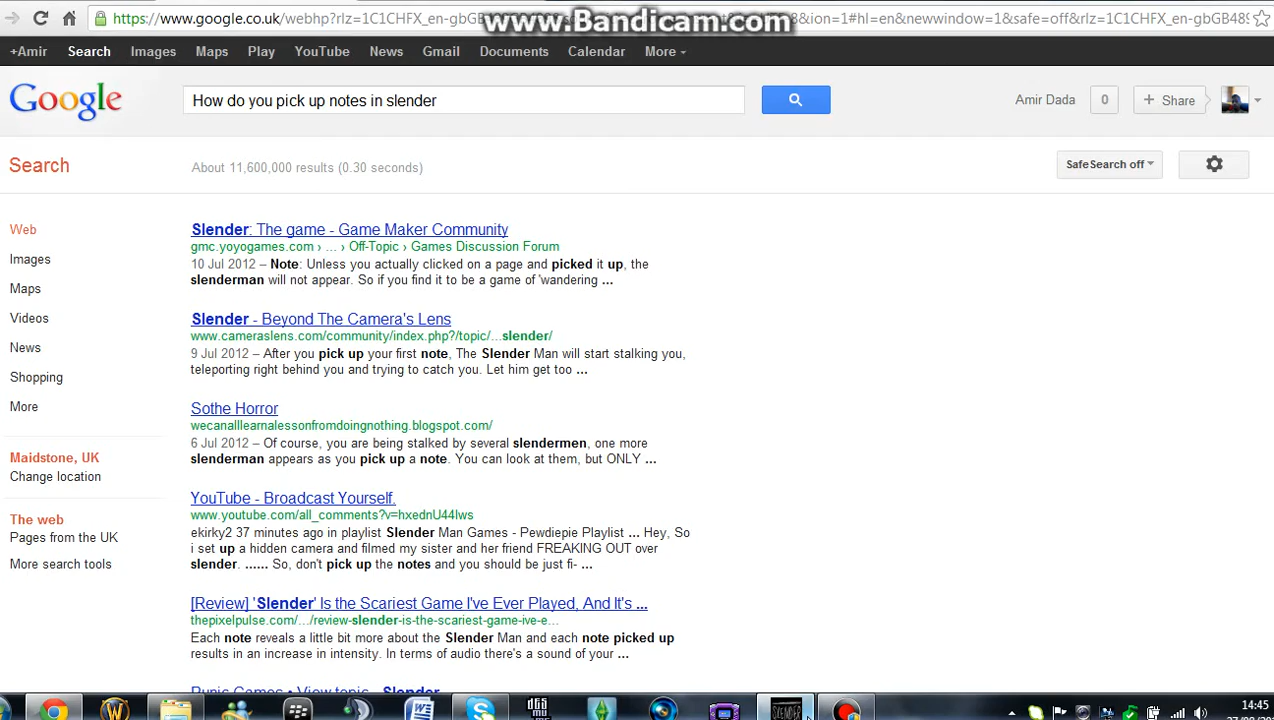 https://www.google.co.uk/webhp?rlz=1C1CHFX_en-gbGB48
8&ion=1#hl=en&newwindow=1&safe=off&rlz=1C1CHFX_en-gbGB489
www.Bandicam.com
+Amir Search Images Maps Play YouTube News Gmail Documents Calendar More
Google
How do you pick up notes in slender
Amir Dada 0 + Share
Search
About 11,600,000 results (0.30 seconds)
SafeSearch off
Web
Images
Maps
Videos
News
Shopping
More
Maidstone, UK
Change location
The web
Pages from the UK
More search tools
Slender: The game - Game Maker Community
gmc.yoyogames.com › ... › Off-Topic › Games Discussion Forum
10 Jul 2012 – Note: Unless you actually clicked on a page and picked it up, the
slenderman will not appear. So if you find it to be a game of 'wandering ...
Slender - Beyond The Camera's Lens
www.cameraslens.com/community/index.php?/topic/...slender/
9 Jul 2012 – After you pick up your first note, The Slender Man will start stalking you,
teleporting right behind you and trying to catch you. Let him get too ...
Sothe Horror
wecanalllearnalessonfromdoingnothing.blogspot.com/
6 Jul 2012 – Of course, you are being stalked by several slendermen, one more
slenderman appears as you pick up a note. You can look at them, but ONLY ...
YouTube - Broadcast Yourself.
www.youtube.com/all_comments?v=hxednU44lws
ekirky2 37 minutes ago in playlist Slender Man Games - Pewdiepie Playlist ... Hey, So
i set up a hidden camera and filmed my sister and her friend FREAKING OUT over
slender. ...... So, don't pick up the notes and you should be just fi- ...
[Review] 'Slender' Is the Scariest Game I've Ever Played, And It's ...
thepixelpulse.com/.../review-slender-is-the-scariest-game-ive-e...
Each note reveals a little bit more about the Slender Man and each note picked up
results in an increase in intensity. In terms of audio there's a sound of your ...
Punic Games • View topic - Slender
SLENDER
14:45